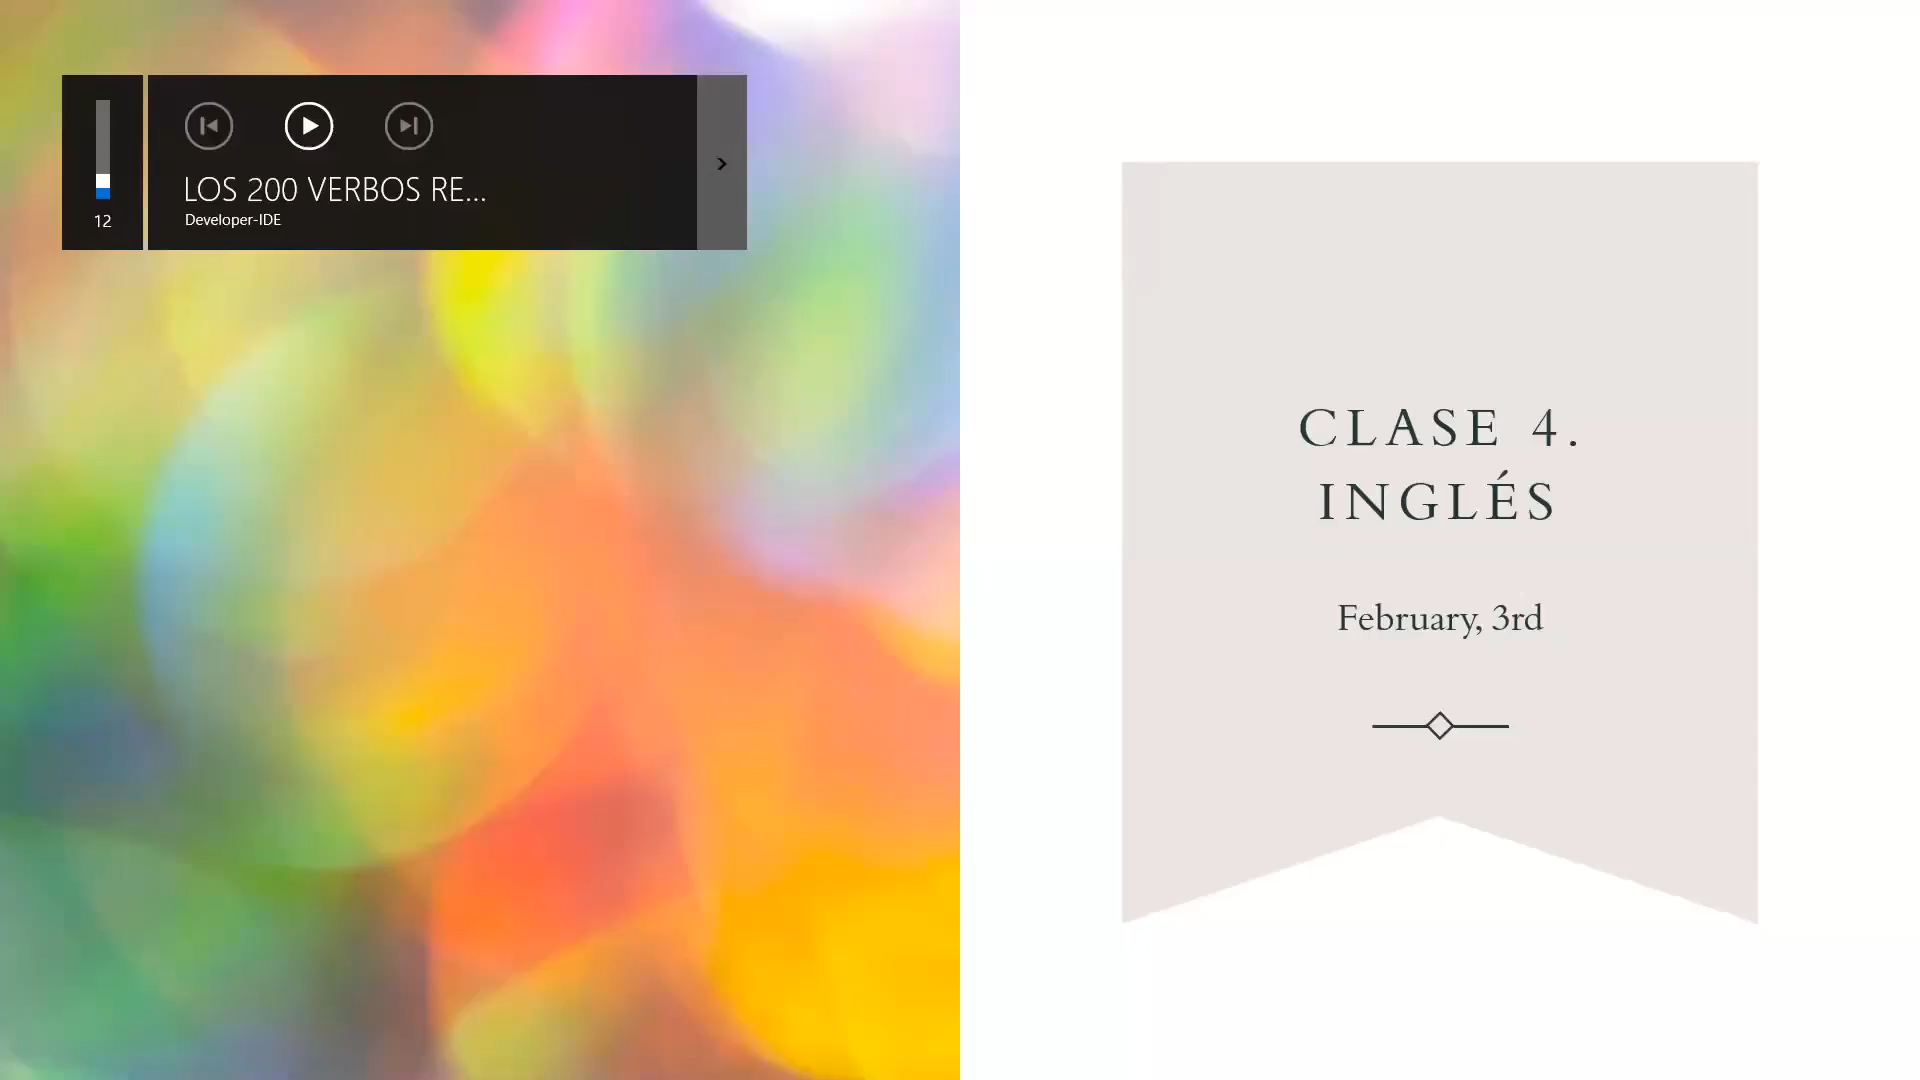 12
LOS 200 VERBOS RE...
Developer-IDE
CLASE 4.
INGLÉS
February, 3rd